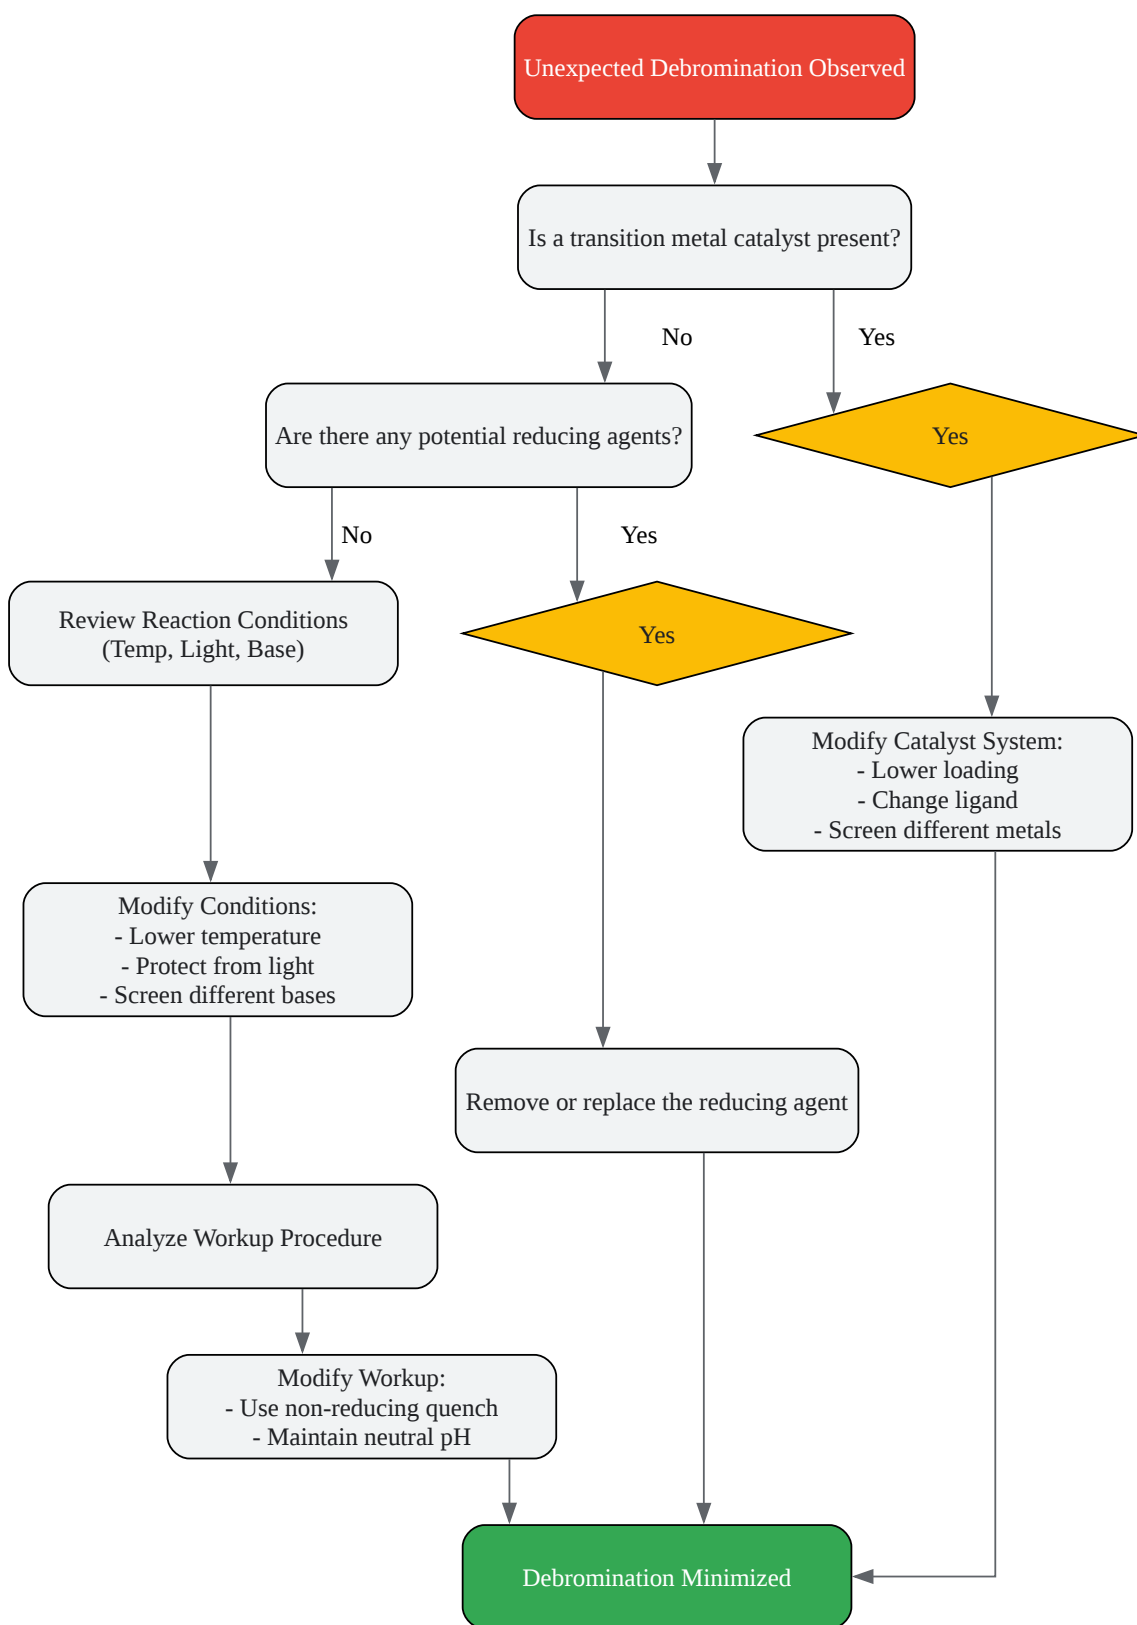 Unexpected Debromination Observed
Is a transition metal catalyst present?
No
Yes
Are there any potential reducing agents?
Yes
No
Yes
Review Reaction Conditions
(Temp, Light, Base)
Yes
Modify Catalyst System:
- Lower loading
- Change ligand
- Screen different metals
Modify Conditions:
- Lower temperature
- Protect from light
- Screen different bases
Remove or replace the reducing agent
Analyze Workup Procedure
Modify Workup:
- Use non-reducing quench
- Maintain neutral pH
Debromination Minimized